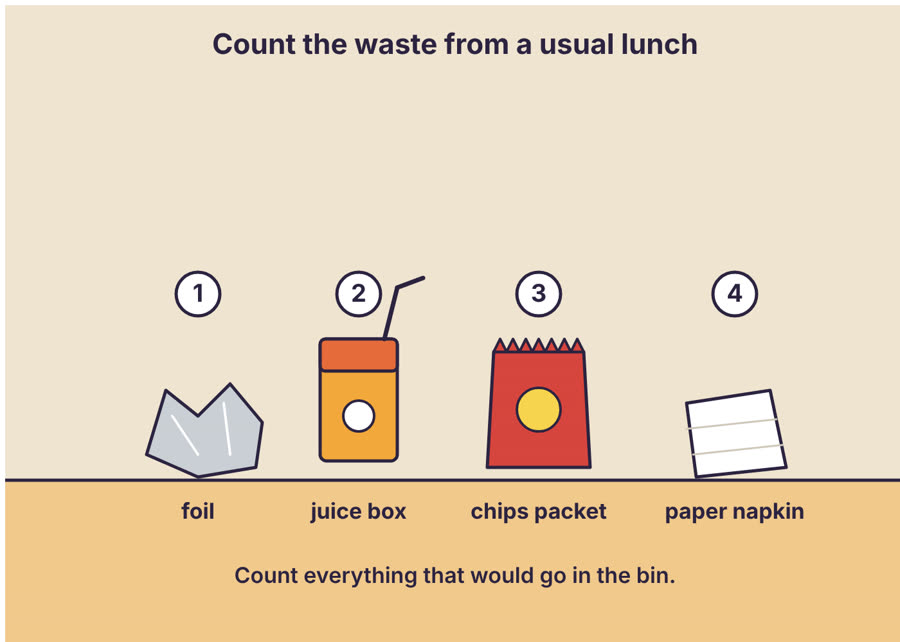 Count the waste from a usual lunch
1 2 3 4
foil juice box chips packet paper napkin
Count everything that would go in the bin.